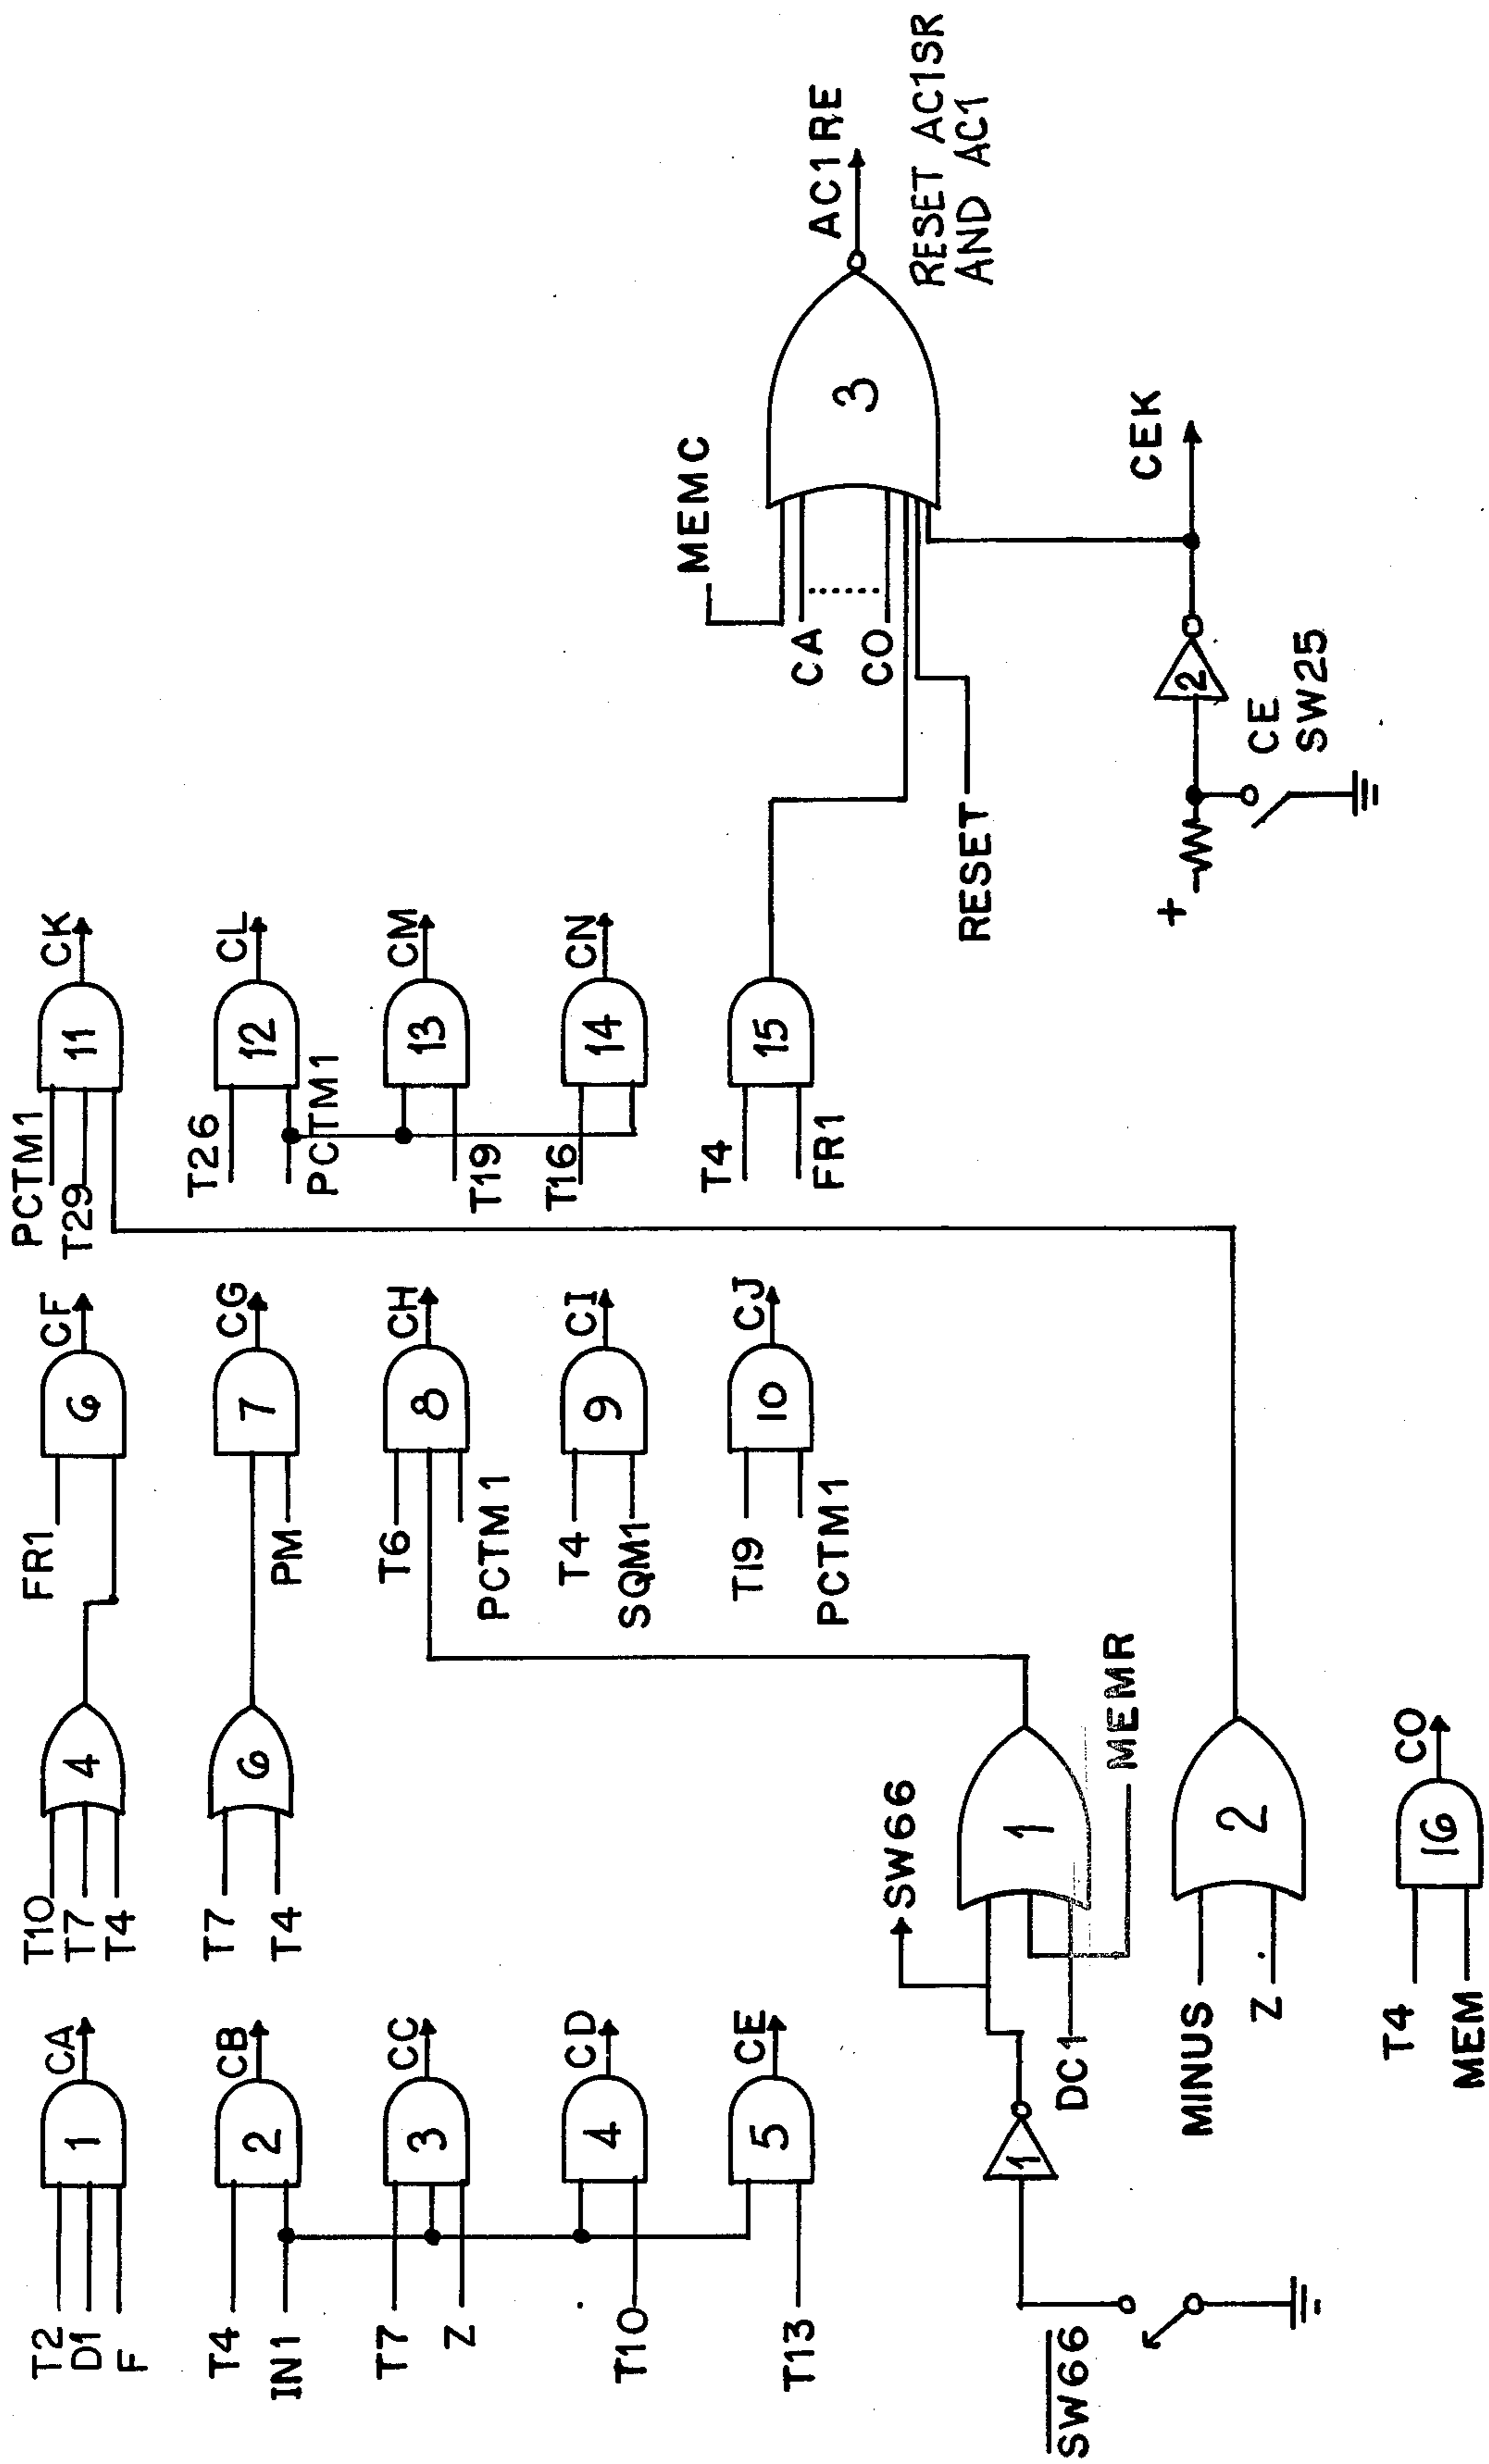 T2
D1
F
1
CA
T4
IN1
2
CB
T7
Z
3
CC
T10
4
CD
T13
5
CE
T10
T7
T4
4
FR1
6
CF
T7
T4
6
PM
7
CG
T6
PCTM1
8
CH
T4
SQM1
9
CI
T19
PCTM1
10
CJ
PCTM1
T29
11
CK
T26
PCTM1
12
CL
T19
13
CM
T16
14
CN
T4
FR1
15
SW66
1
SW66
DC1
MEMR
1
MINUS
Z
2
T4
MEM
16
CO
MEMC
CA
CO
RESET
3
AC1RE
RESET AC1SR
AND AC1
+
CE
SW25
2
CEK